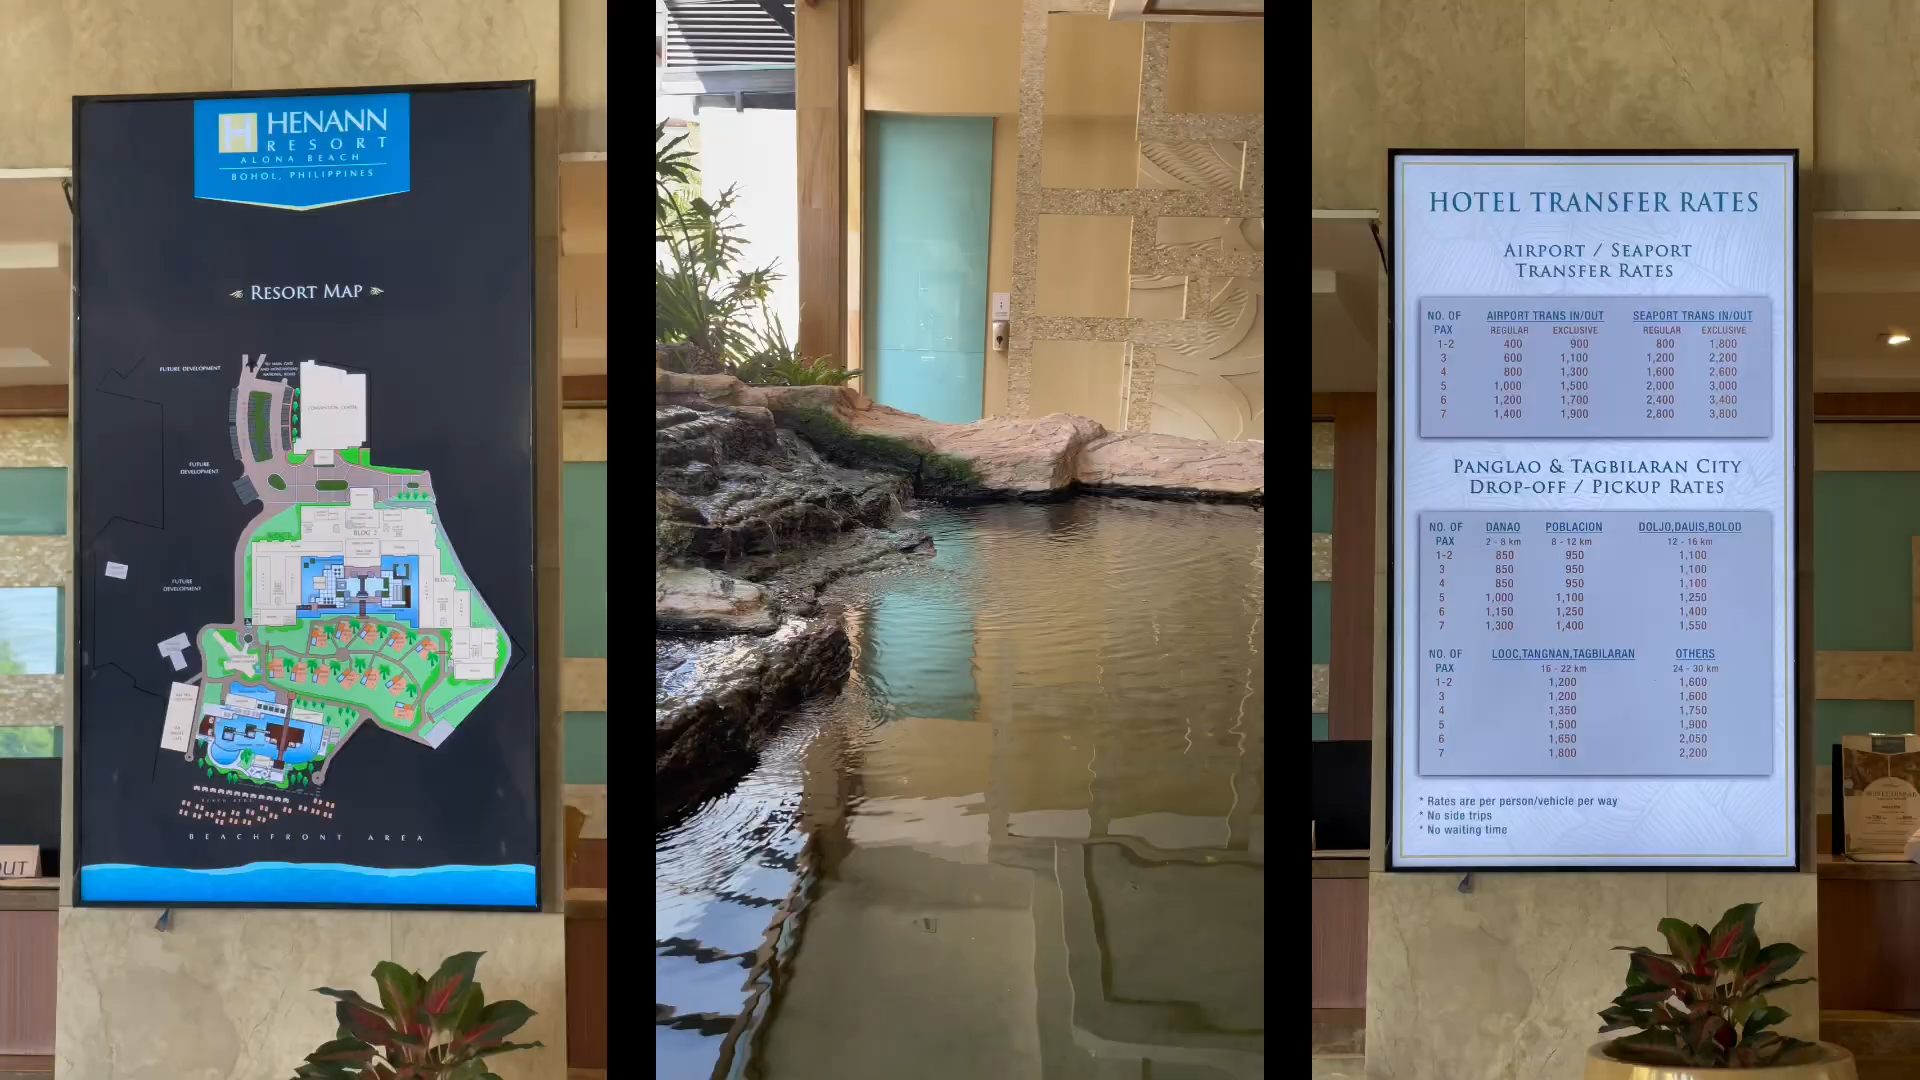 HENANN
RESORT
ALONA BEACH
BOHOL, PHILIPPINES
RESORT MAP
FUTURE DEVELOPMENT
TO MAIN GATE
NATIONAL ROAD
CONVENTION CENTER
FUTURE
DEVELOPMENT
BLDG 2
FUTURE
DEVELOPMENT
BEACHFRONT AREA
OUT
HOTEL TRANSFER RATES
AIRPORT / SEAPORT
TRANSFER RATES
NO. OF PAX AIRPORT TRANS IN/OUT SEAPORT TRANS IN/OUT
REGULAR EXCLUSIVE REGULAR EXCLUSIVE
1-2 400 900 800 1,800
3 600 1,100 1,200 2,200
4 800 1,300 1,600 2,600
5 1,000 1,500 2,000 3,000
6 1,200 1,700 2,400 3,400
7 1,400 1,900 2,800 3,800
PANGLAO & TAGBILARAN CITY
DROP-OFF / PICKUP RATES
NO. OF PAX DANAO POBLACION DOLJO,DAUIS,BOLOD
2 - 8 km 8 - 12 km 12 - 16 km
1-2 850 950 1,100
3 850 950 1,100
4 850 950 1,100
5 1,000 1,100 1,250
6 1,150 1,250 1,400
7 1,300 1,400 1,550
NO. OF PAX LOOC,TANGNAN,TAGBILARAN OTHERS
16 - 22 km 24 - 30 km
1-2 1,200 1,600
3 1,200 1,600
4 1,350 1,750
5 1,500 1,900
6 1,650 2,050
7 1,800 2,200
* Rates are per person/vehicle per way
* No side trips
* No waiting time